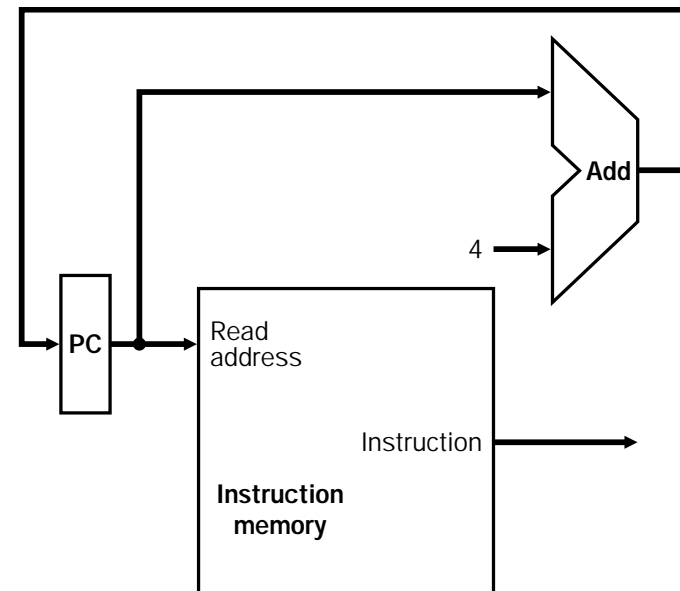 Add
4
PC
Read
address
Instruction
Instruction
memory